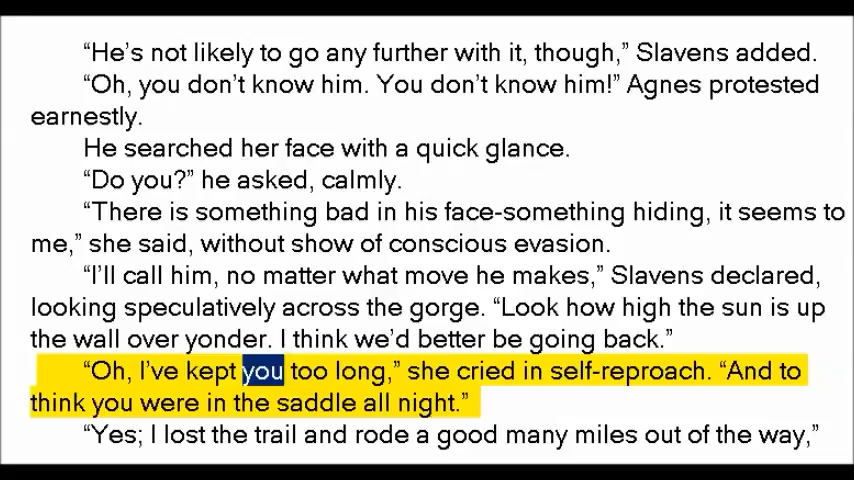 “He’s not likely to go any further with it, though,” Slavens added.
“Oh, you don’t know him. You don’t know him!” Agnes protested
earnestly.
He searched her face with a quick glance.
“Do you?” he asked, calmly.
“There is something bad in his face-something hiding, it seems to
me,” she said, without show of conscious evasion.
“I’ll call him, no matter what move he makes,” Slavens declared,
looking speculatively across the gorge. “Look how high the sun is up
the wall over yonder. I think we’d better be going back.”
“Oh, I’ve kept you too long,” she cried in self-reproach. “And to
think you were in the saddle all night.”
“Yes; I lost the trail and rode a good many miles out of the way,”